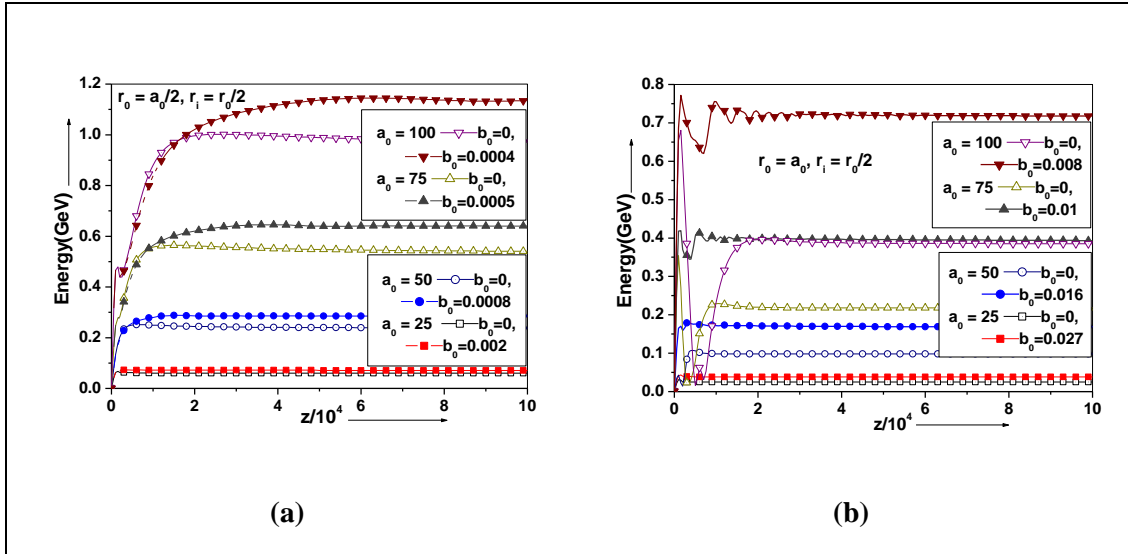 r0 = a0/2, ri = r0/2
a0 = 100 b0=0,
b0=0.0004
a0 = 75 b0=0,
b0=0.0005
a0 = 50 b0=0,
b0=0.0008
a0 = 25 b0=0,
b0=0.002
Energy(GeV)
1.2
1.0
0.8
0.6
0.4
0.2
0.0
0 2 4 6 8 10
z/10^4
(a)
r0 = a0, ri = r0/2
a0 = 100 b0=0,
b0=0.008
a0 = 75 b0=0,
b0=0.01
a0 = 50 b0=0,
b0=0.016
a0 = 25 b0=0,
b0=0.027
Energy(GeV)
0.8
0.7
0.6
0.5
0.4
0.3
0.2
0.1
0.0
0 2 4 6 8 10
z/10^4
(b)